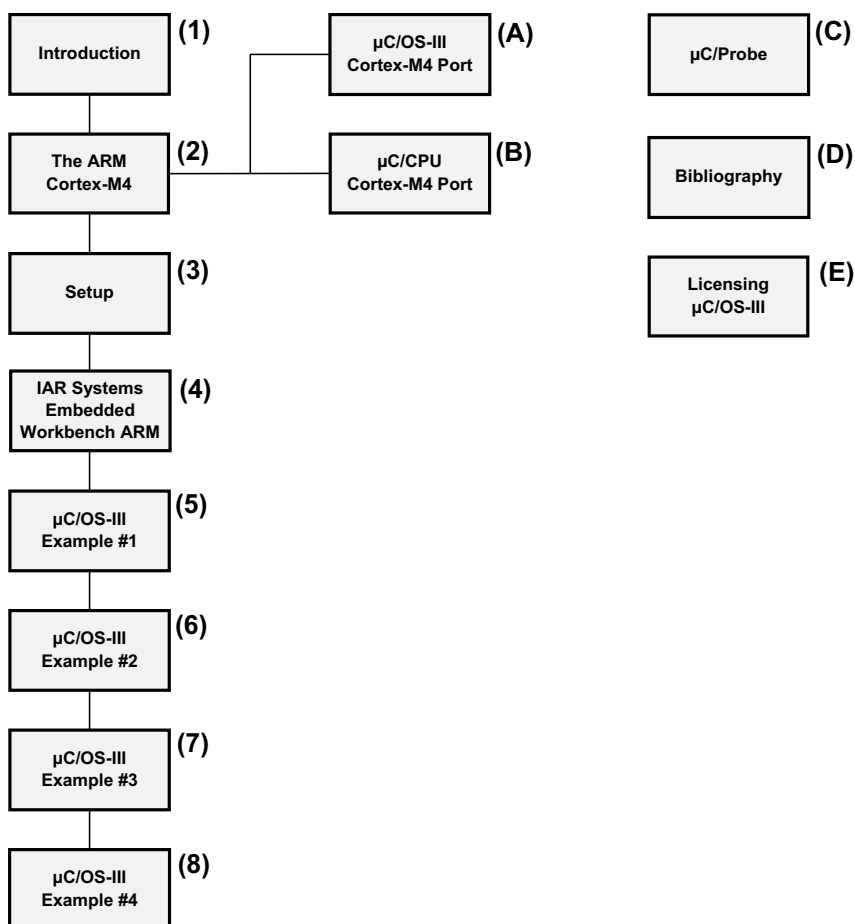 Introduction
(1)
The ARM
Cortex-M4
(2)
Setup
(3)
IAR Systems
Embedded
Workbench ARM
(4)
µC/OS-III
Example #1
(5)
µC/OS-III
Example #2
(6)
µC/OS-III
Example #3
(7)
µC/OS-III
Example #4
(8)
µC/OS-III
Cortex-M4 Port
(A)
µC/CPU
Cortex-M4 Port
(B)
µC/Probe
(C)
Bibliography
(D)
Licensing
µC/OS-III
(E)